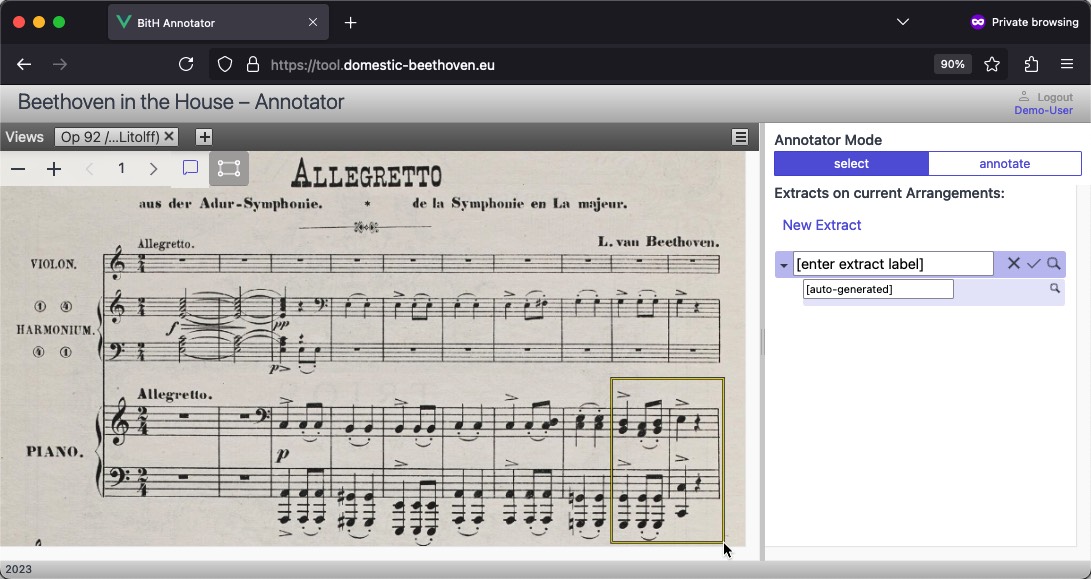 BitH Annotator
Private browsing
https://tool.domestic-beethoven.eu
90%
Beethoven in the House – Annotator
Logout
Demo-User
Views
Op 92 /...Litolff)
1
Annotator Mode
select
annotate
Extracts on current Arrangements:
New Extract
[enter extract label]
[auto-generated]
ALLEGRETTO
aus der Adur-Symphonie. * de la Symphonie en La majeur.
L. van Beethoven.
Allegretto.
VIOLON.
① ④
HARMONIUM.
④ ①
f
pp
p
Allegretto.
PIANO.
p
2023